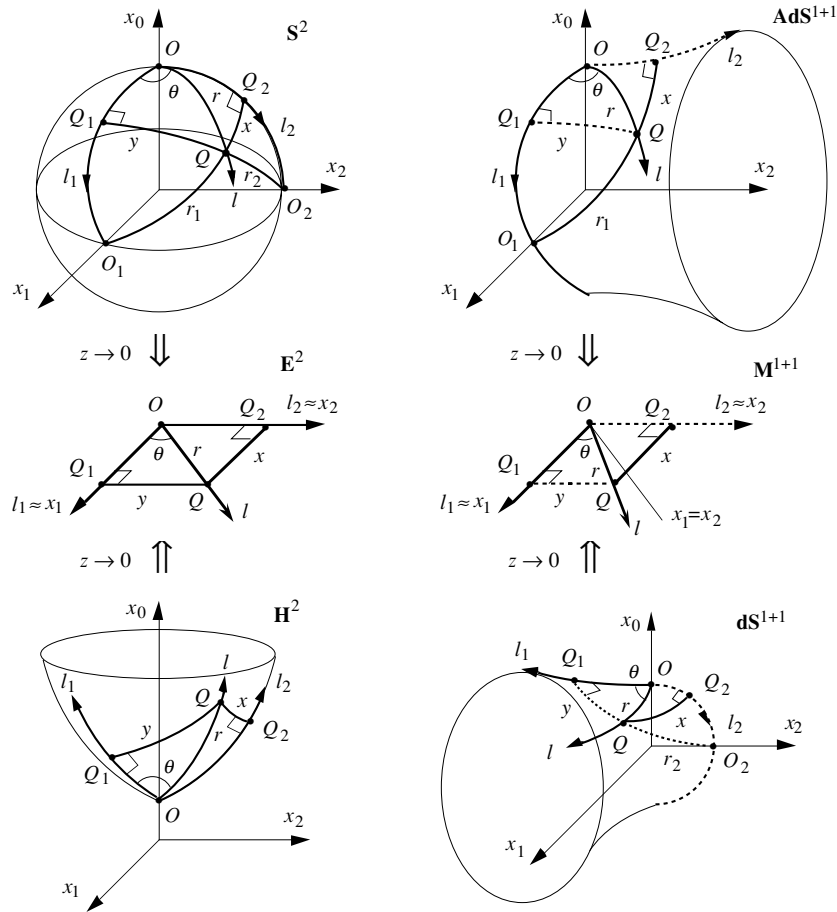 x0
S2
O
θ
r
Q2
l2
Q1
y
x
Q
r2
l1
l
x2
O2
r1
O1
x1
x0
AdS1+1
O
Q2
l2
θ
r
x
Q1
y
Q
l1
l
x2
r1
O1
x1
z → 0 ⇓
E2
O
Q2
l2≈x2
θ
r
x
Q1
y
Q
l1≈x1
l
z → 0 ⇓
M1+1
O
Q2
l2≈x2
θ
r
x
Q1
y
Q
l1≈x1
l
x1=x2
z → 0 ⇑
x0
H2
l1
l
l2
Q
x
y
r
Q2
Q1
θ
O
x2
x1
z → 0 ⇑
x0
dS1+1
l1
Q1
θ
O
Q2
y
r
x
l2
l
Q
x2
r2
O2
x1